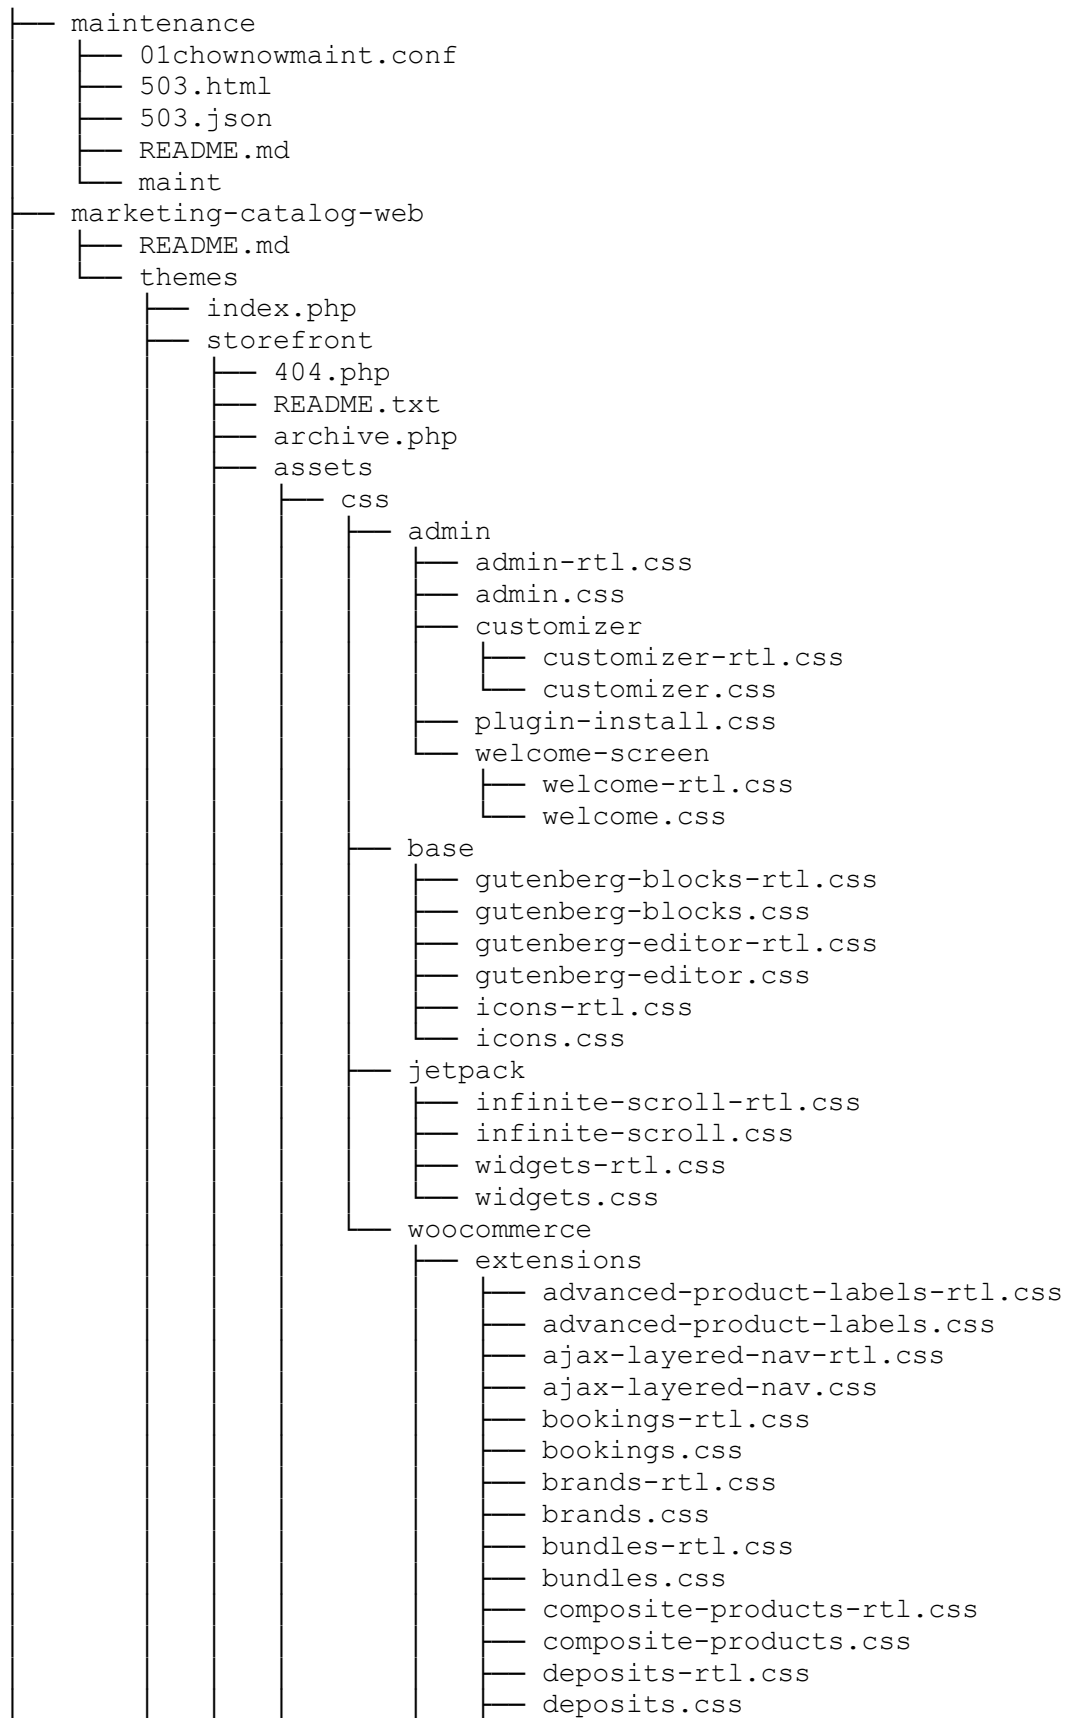 ├── maintenance
│   ├── 01chownowmaint.conf
│   ├── 503.html
│   ├── 503.json
│   ├── README.md
│   └── maint
├── marketing-catalog-web
│   ├── README.md
│   └── themes
│       ├── index.php
│       ├── storefront
│       │   ├── 404.php
│       │   ├── README.txt
│       │   ├── archive.php
│       │   ├── assets
│       │   │   ├── css
│       │   │   │   ├── admin
│       │   │   │   │   ├── admin-rtl.css
│       │   │   │   │   ├── admin.css
│       │   │   │   │   ├── customizer
│       │   │   │   │   │   ├── customizer-rtl.css
│       │   │   │   │   │   └── customizer.css
│       │   │   │   │   ├── plugin-install.css
│       │   │   │   │   └── welcome-screen
│       │   │   │   │       ├── welcome-rtl.css
│       │   │   │   │       └── welcome.css
│       │   │   │   ├── base
│       │   │   │   │   ├── gutenberg-blocks-rtl.css
│       │   │   │   │   ├── gutenberg-blocks.css
│       │   │   │   │   ├── gutenberg-editor-rtl.css
│       │   │   │   │   ├── gutenberg-editor.css
│       │   │   │   │   ├── icons-rtl.css
│       │   │   │   │   └── icons.css
│       │   │   │   ├── jetpack
│       │   │   │   │   ├── infinite-scroll-rtl.css
│       │   │   │   │   ├── infinite-scroll.css
│       │   │   │   │   ├── widgets-rtl.css
│       │   │   │   │   └── widgets.css
│       │   │   │   └── woocommerce
│       │   │   │       ├── extensions
│       │   │   │       │   ├── advanced-product-labels-rtl.css
│       │   │   │       │   ├── advanced-product-labels.css
│       │   │   │       │   ├── ajax-layered-nav-rtl.css
│       │   │   │       │   ├── ajax-layered-nav.css
│       │   │   │       │   ├── bookings-rtl.css
│       │   │   │       │   ├── bookings.css
│       │   │   │       │   ├── brands-rtl.css
│       │   │   │       │   ├── brands.css
│       │   │   │       │   ├── bundles-rtl.css
│       │   │   │       │   ├── bundles.css
│       │   │   │       │   ├── composite-products-rtl.css
│       │   │   │       │   ├── composite-products.css
│       │   │   │       │   ├── deposits-rtl.css
│       │   │   │       │   ├── deposits.css